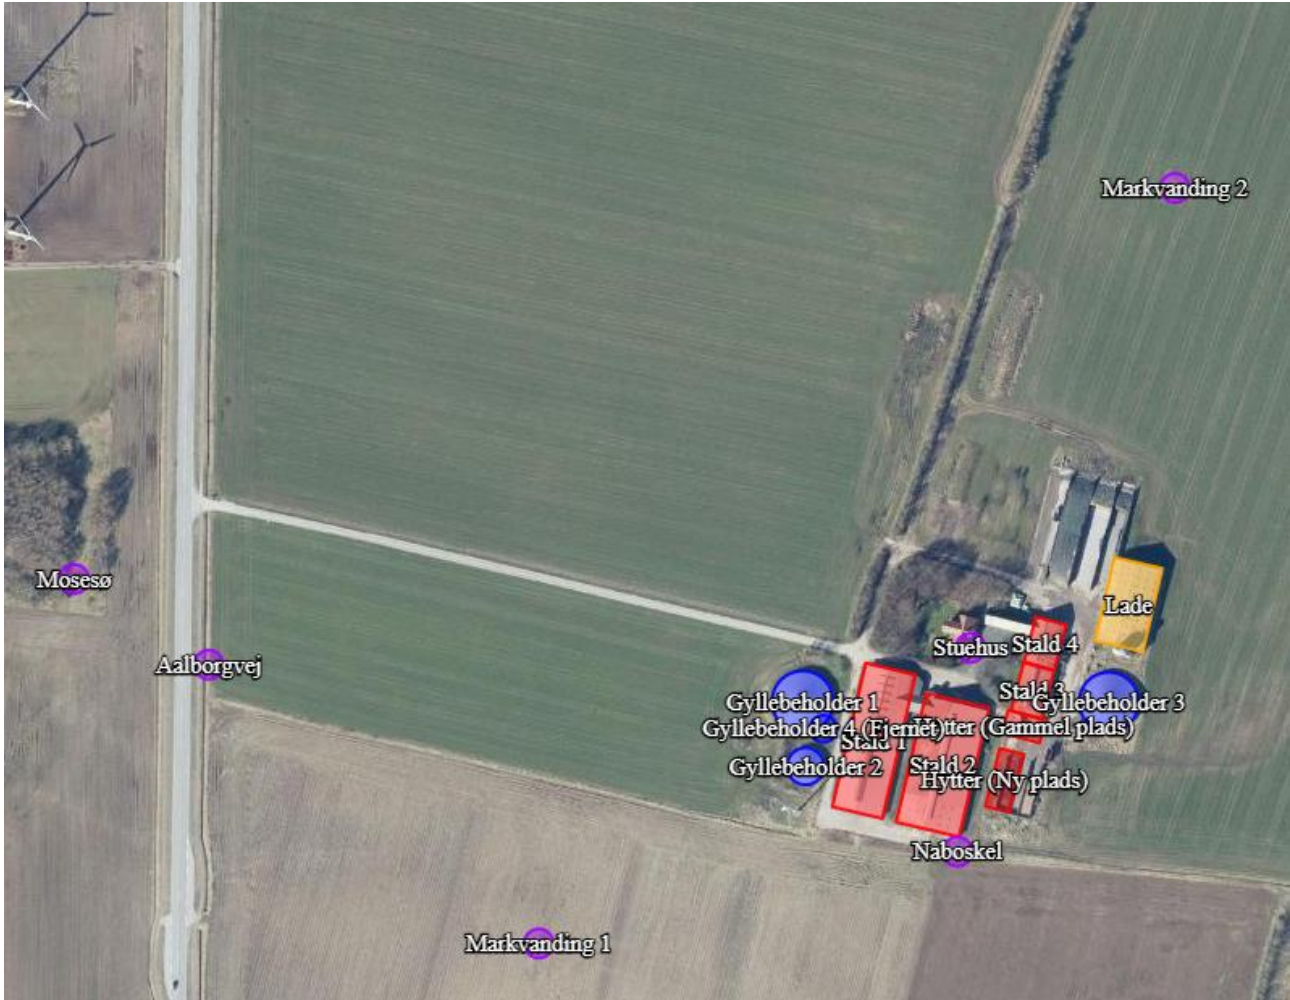 Markvanding 2
Mosesø
Lade
Stuehus
Stald 4
Aalborgvej
Stald 3
Gyllebeholder 1
Gyllebeholder 3
Gyllebeholder 4 (Fjernet)
Hytter (Gammel plads)
Stald 1
Gyllebeholder 2
Stald 2
Hytter (Ny plads)
Naboskel
Markvanding 1